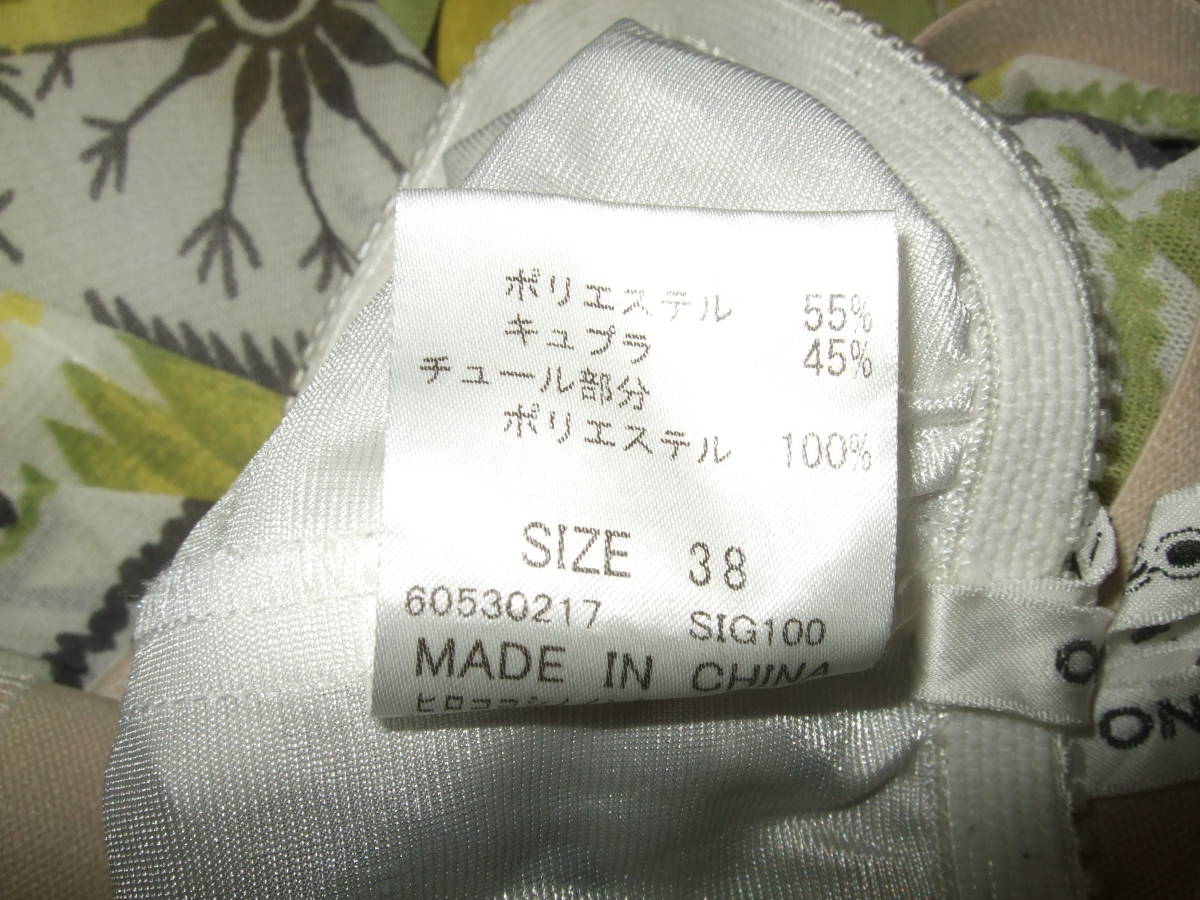 ポリエステル 55%
キュプラ 45%
チュール部分
ポリエステル 100%
SIZE 38
60530217 SIG100
MADE IN CHINA
ON